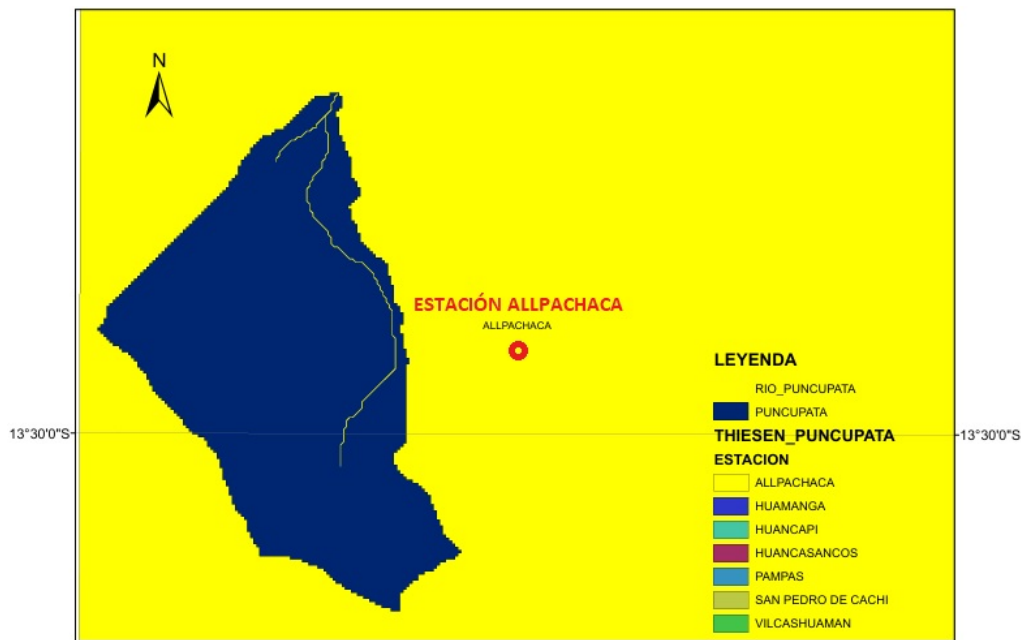 N
ESTACIÓN ALLPACHACA
ALLPACHACA
13°30'0"S
13°30'0"S
LEYENDA
RIO_PUNCUPATA
PUNCUPATA
THIESEN_PUNCUPATA
ESTACION
ALLPACHACA
HUAMANGA
HUANCAPI
HUANCASANCOS
PAMPAS
SAN PEDRO DE CACHI
VILCASHUAMAN